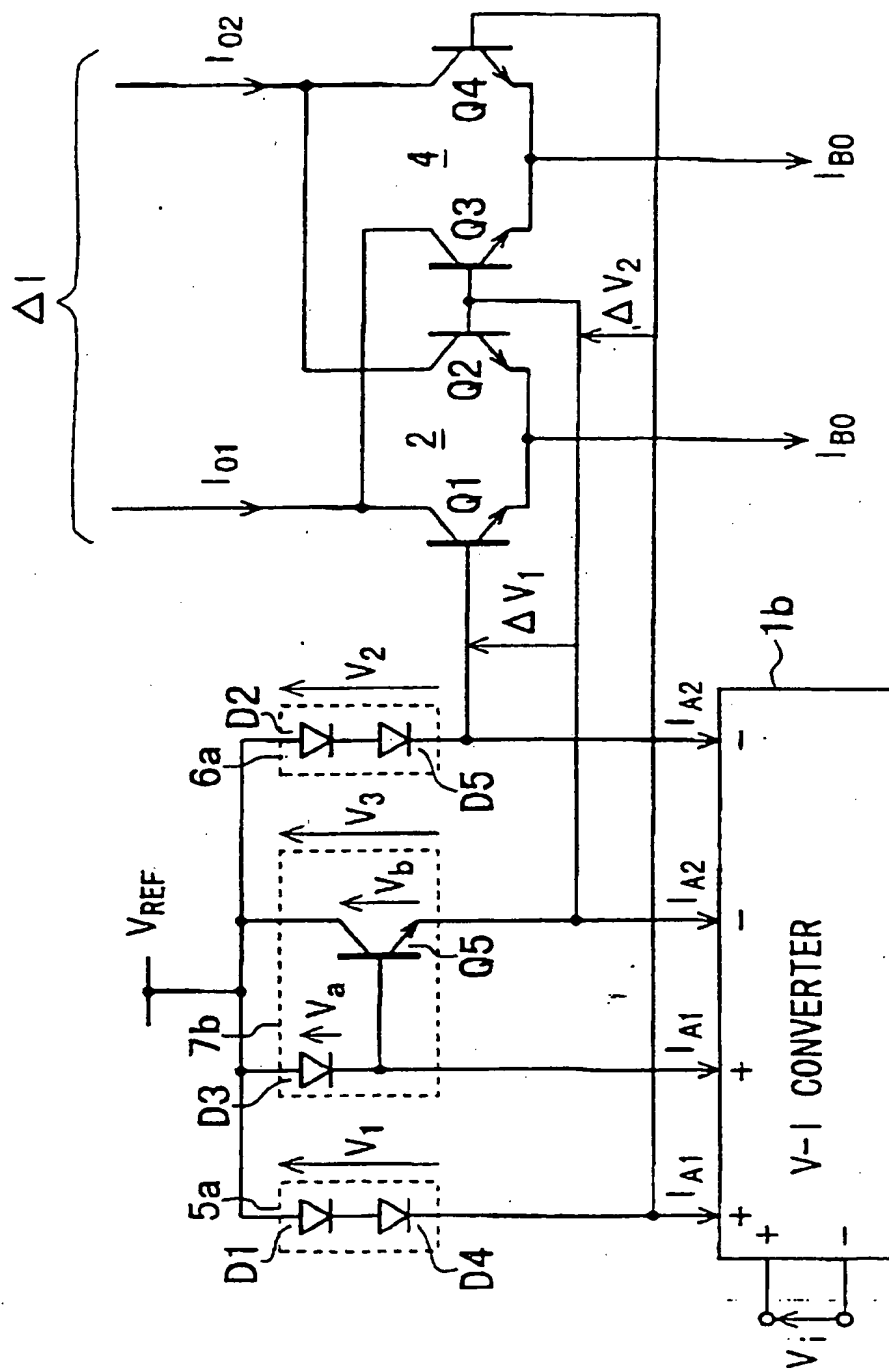 ΔI
I01
I02
VREF
5a
D1
D4
V1
D3
7b
Va
Vb
Q5
V3
6a
D2
D5
V2
ΔV1
Q1
2
Q2
Q3
4
Q4
ΔV2
IB0
IB0
IA1
IA1
IA2
IA2
+
+
−
−
1b
Vi
+
−
V-I CONVERTER